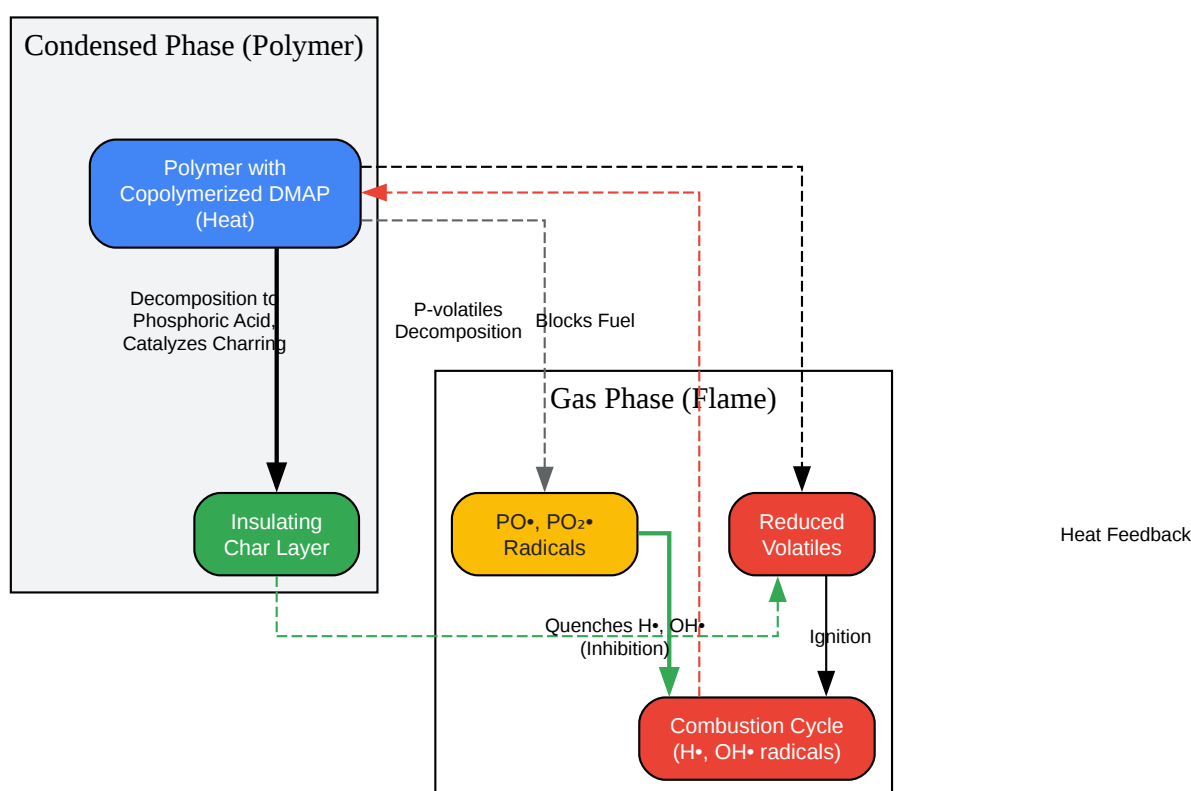 Condensed Phase (Polymer)
Polymer with
Copolymerized DMAP
(Heat)
Decomposition to
Phosphoric Acid,
Catalyzes Charring
P-volatiles
Decomposition
Blocks Fuel
Gas Phase (Flame)
Insulating
Char Layer
PO•, PO₂•
Radicals
Reduced
Volatiles
Heat Feedback
Quenches H•, OH•
(Inhibition)
Ignition
Combustion Cycle
(H•, OH• radicals)